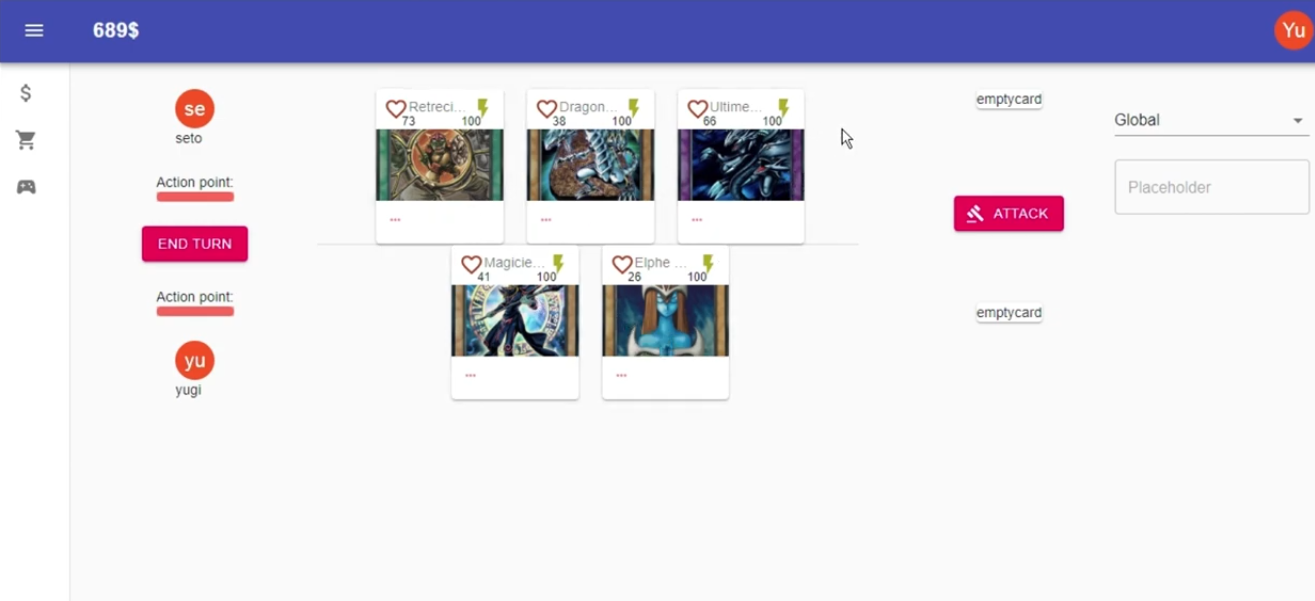 689$
Yu
se
seto
Action point:
END TURN
Action point:
yu
yugi
Retreci...
73 100
...
Dragon...
38 100
...
Ultime...
66 100
...
Magicie...
41 100
...
Elphe ...
26 100
...
emptycard
ATTACK
emptycard
Global
Placeholder